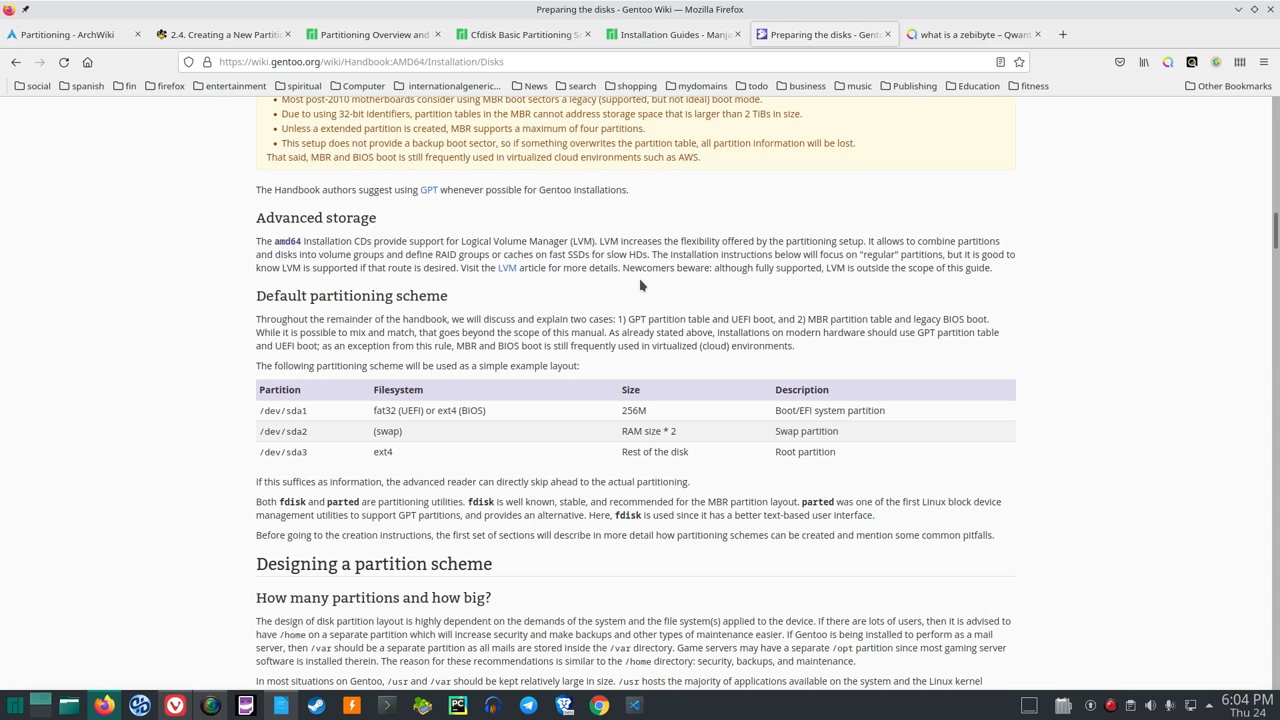 Preparing the disks - Gentoo Wiki — Mozilla Firefox
Partitioning - ArchWiki
2.4. Creating a New Partiti
Partitioning Overview and
Cfdisk Basic Partitioning S
Installation Guides - Manja
Preparing the disks - Gent
what is a zebibyte – Qwant
https://wiki.gentoo.org/wiki/Handbook:AMD64/Installation/Disks
social
spanish
fin
firefox
entertainment
spiritual
Computer
internationalgeneric...
News
search
shopping
mydomains
todo
business
music
Publishing
Education
fitness
Other Bookmarks
• Most post-2010 motherboards consider using MBR boot sectors a legacy (supported, but not ideal) boot mode.
• Due to using 32-bit identifiers, partition tables in the MBR cannot address storage space that is larger than 2 TiBs in size.
• Unless a extended partition is created, MBR supports a maximum of four partitions.
• This setup does not provide a backup boot sector, so if something overwrites the partition table, all partition information will be lost.
That said, MBR and BIOS boot is still frequently used in virtualized cloud environments such as AWS.
The Handbook authors suggest using GPT whenever possible for Gentoo installations.
Advanced storage
The amd64 Installation CDs provide support for Logical Volume Manager (LVM). LVM increases the flexibility offered by the partitioning setup. It allows to combine partitions
and disks into volume groups and define RAID groups or caches on fast SSDs for slow HDs. The installation instructions below will focus on "regular" partitions, but it is good to
know LVM is supported if that route is desired. Visit the LVM article for more details. Newcomers beware: although fully supported, LVM is outside the scope of this guide.
Default partitioning scheme
Throughout the remainder of the handbook, we will discuss and explain two cases: 1) GPT partition table and UEFI boot, and 2) MBR partition table and legacy BIOS boot.
While it is possible to mix and match, that goes beyond the scope of this manual. As already stated above, installations on modern hardware should use GPT partition table
and UEFI boot; as an exception from this rule, MBR and BIOS boot is still frequently used in virtualized (cloud) environments.
The following partitioning scheme will be used as a simple example layout:
Partition Filesystem Size Description
/dev/sda1 fat32 (UEFI) or ext4 (BIOS) 256M Boot/EFI system partition
/dev/sda2 (swap) RAM size * 2 Swap partition
/dev/sda3 ext4 Rest of the disk Root partition
If this suffices as information, the advanced reader can directly skip ahead to the actual partitioning.
Both fdisk and parted are partitioning utilities. fdisk is well known, stable, and recommended for the MBR partition layout. parted was one of the first Linux block device
management utilities to support GPT partitions, and provides an alternative. Here, fdisk is used since it has a better text-based user interface.
Before going to the creation instructions, the first set of sections will describe in more detail how partitioning schemes can be created and mention some common pitfalls.
Designing a partition scheme
How many partitions and how big?
The design of disk partition layout is highly dependent on the demands of the system and the file system(s) applied to the device. If there are lots of users, then it is advised to
have /home on a separate partition which will increase security and make backups and other types of maintenance easier. If Gentoo is being installed to perform as a mail
server, then /var should be a separate partition as all mails are stored inside the /var directory. Game servers may have a separate /opt partition since most gaming server
software is installed therein. The reason for these recommendations is similar to the /home directory: security, backups, and maintenance.
In most situations on Gentoo, /usr and /var should be kept relatively large in size. /usr hosts the majority of applications available on the system and the Linux kernel
6:04 PM
Thu 24